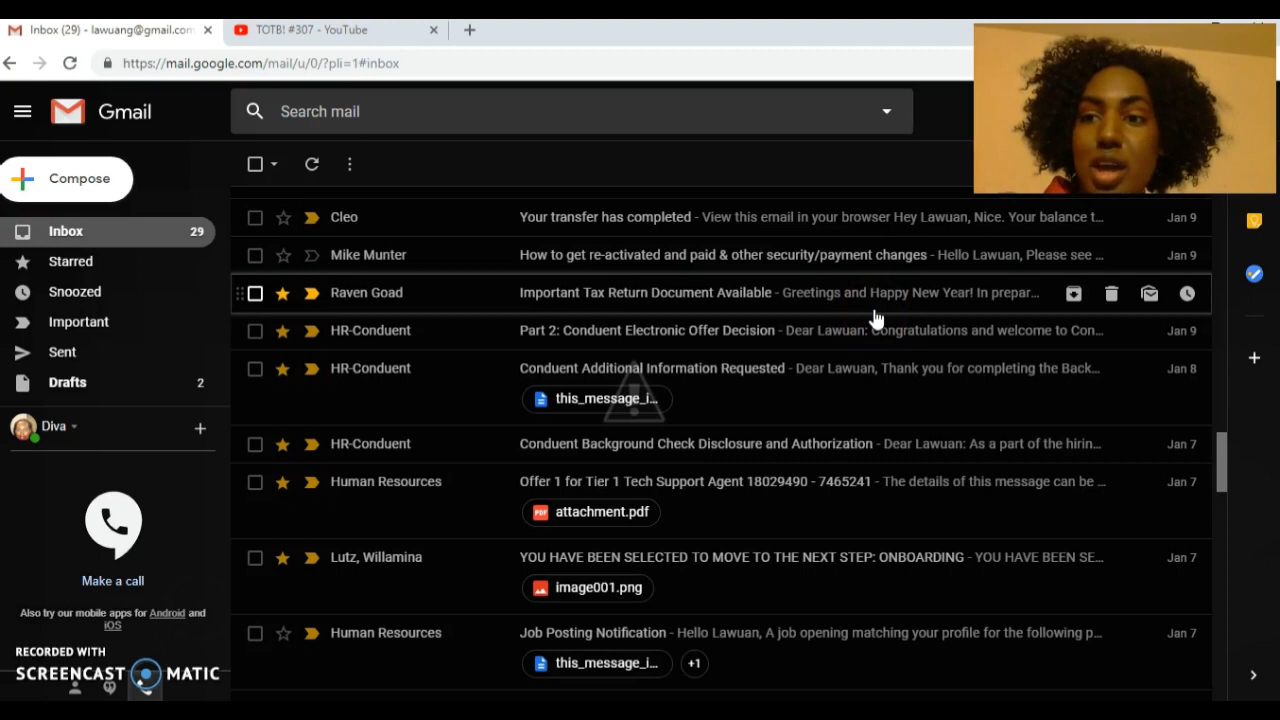 Inbox (29) - lawuang@gmail.com
TOTB! #307 - YouTube
https://mail.google.com/mail/u/0/?pli=1#inbox
Gmail
Search mail
Compose
Inbox 29
Starred
Snoozed
Important
Sent
Drafts 2
Diva
Make a call
Also try our mobile apps for Android and
iOS
RECORDED WITH
SCREENCAST MATIC
Cleo Your transfer has completed - View this email in your browser Hey Lawuan, Nice. Your balance t... Jan 9
Mike Munter How to get re-activated and paid & other security/payment changes - Hello Lawuan, Please see ... Jan 9
Raven Goad Important Tax Return Document Available - Greetings and Happy New Year! In prepar...
HR-Conduent Part 2: Conduent Electronic Offer Decision - Dear Lawuan: Congratulations and welcome to Con... Jan 9
HR-Conduent Conduent Additional Information Requested - Dear Lawuan, Thank you for completing the Back... Jan 8
this_message_i...
HR-Conduent Conduent Background Check Disclosure and Authorization - Dear Lawuan: As a part of the hirin... Jan 7
Human Resources Offer 1 for Tier 1 Tech Support Agent 18029490 - 7465241 - The details of this message can be ... Jan 7
PDF attachment.pdf
Lutz, Willamina YOU HAVE BEEN SELECTED TO MOVE TO THE NEXT STEP: ONBOARDING - YOU HAVE BEEN SE... Jan 7
image001.png
Human Resources Job Posting Notification - Hello Lawuan, A job opening matching your profile for the following p... Jan 7
this_message_i... +1